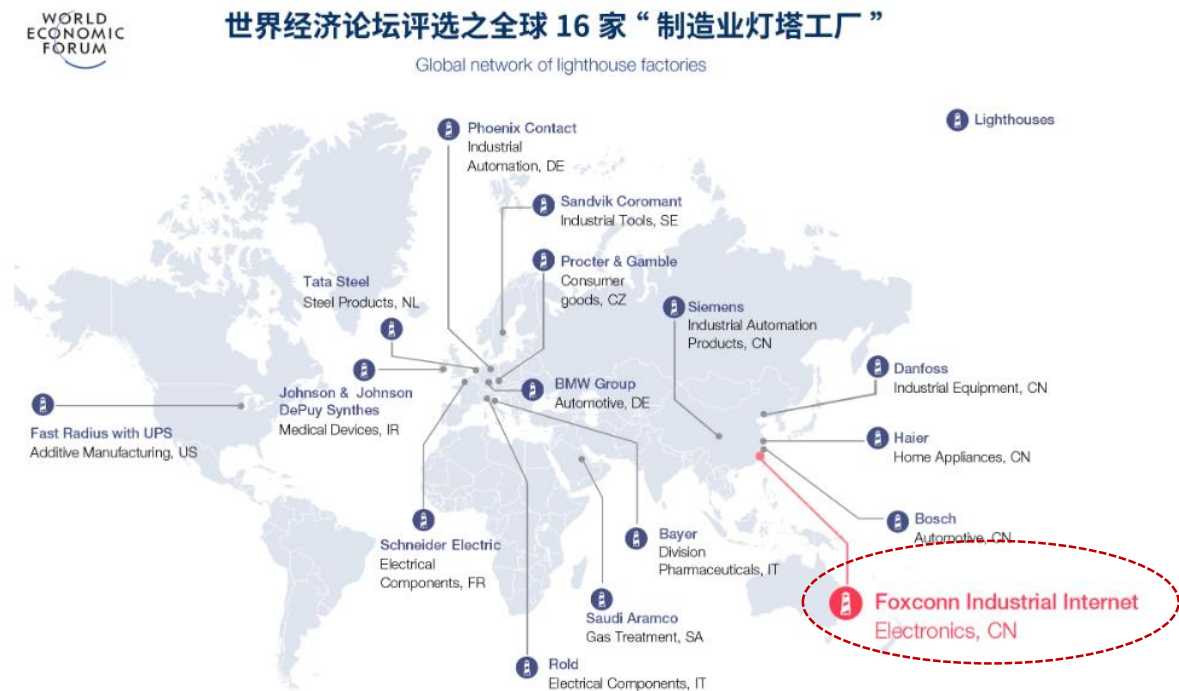 WORLD
ECONOMIC
FORUM
世界经济论坛评选之全球 16 家“制造业灯塔工厂”
Global network of lighthouse factories
Lighthouses
Phoenix Contact
Industrial
Automation, DE
Sandvik Coromant
Industrial Tools, SE
Procter & Gamble
Consumer
goods, CZ
Tata Steel
Steel Products, NL
Siemens
Industrial Automation
Products, CN
Danfoss
Industrial Equipment, CN
Johnson & Johnson
DePuy Synthes
Medical Devices, IR
BMW Group
Automotive, DE
Fast Radius with UPS
Additive Manufacturing, US
Haier
Home Appliances, CN
Bosch
Automotive, CN
Schneider Electric
Electrical
Components, FR
Bayer
Division
Pharmaceuticals, IT
Foxconn Industrial Internet
Electronics, CN
Saudi Aramco
Gas Treatment, SA
Rold
Electrical Components, IT